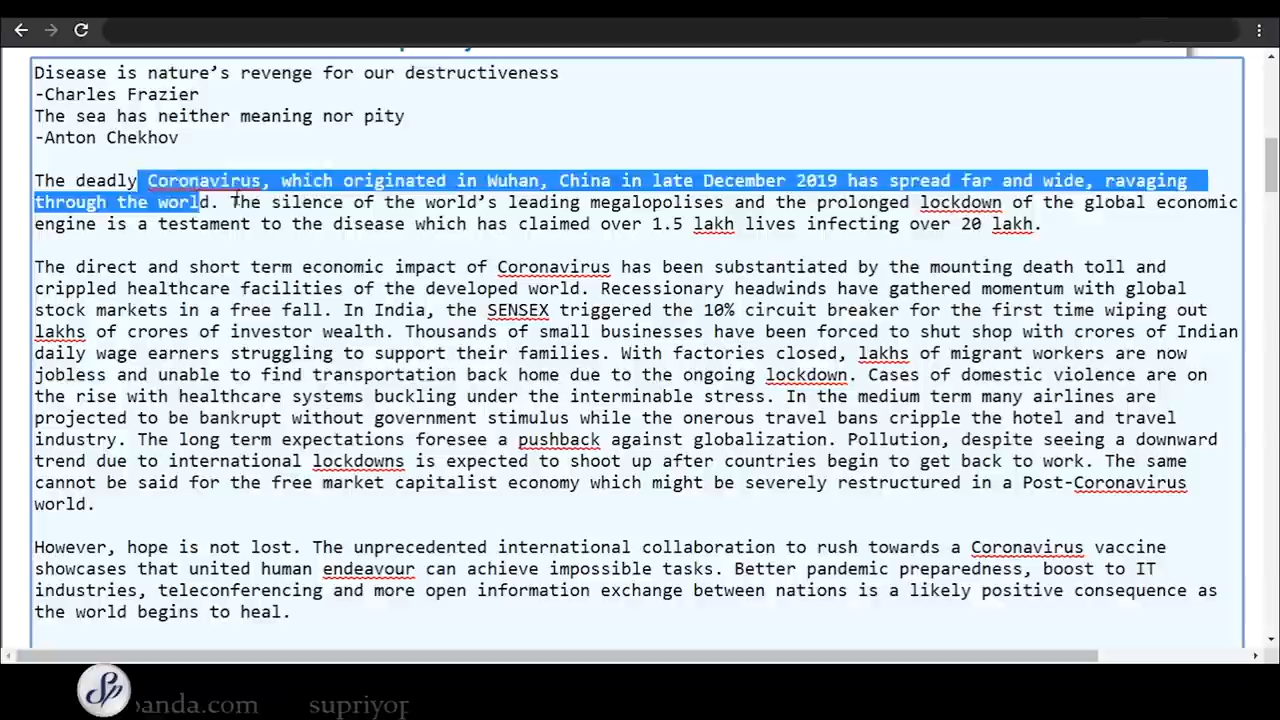 Disease is nature’s revenge for our destructiveness
-Charles Frazier
The sea has neither meaning nor pity
-Anton Chekhov
The deadly Coronavirus, which originated in Wuhan, China in late December 2019 has spread far and wide, ravaging
through the world. The silence of the world’s leading megalopolises and the prolonged lockdown of the global economic
engine is a testament to the disease which has claimed over 1.5 lakh lives infecting over 20 lakh.
The direct and short term economic impact of Coronavirus has been substantiated by the mounting death toll and
crippled healthcare facilities of the developed world. Recessionary headwinds have gathered momentum with global
stock markets in a free fall. In India, the SENSEX triggered the 10% circuit breaker for the first time wiping out
lakhs of crores of investor wealth. Thousands of small businesses have been forced to shut shop with crores of Indian
daily wage earners struggling to support their families. With factories closed, lakhs of migrant workers are now
jobless and unable to find transportation back home due to the ongoing lockdown. Cases of domestic violence are on
the rise with healthcare systems buckling under the interminable stress. In the medium term many airlines are
projected to be bankrupt without government stimulus while the onerous travel bans cripple the hotel and travel
industry. The long term expectations foresee a pushback against globalization. Pollution, despite seeing a downward
trend due to international lockdowns is expected to shoot up after countries begin to get back to work. The same
cannot be said for the free market capitalist economy which might be severely restructured in a Post-Coronavirus
world.
However, hope is not lost. The unprecedented international collaboration to rush towards a Coronavirus vaccine
showcases that united human endeavour can achieve impossible tasks. Better pandemic preparedness, boost to IT
industries, teleconferencing and more open information exchange between nations is a likely positive consequence as
the world begins to heal.
panda.com supriyop